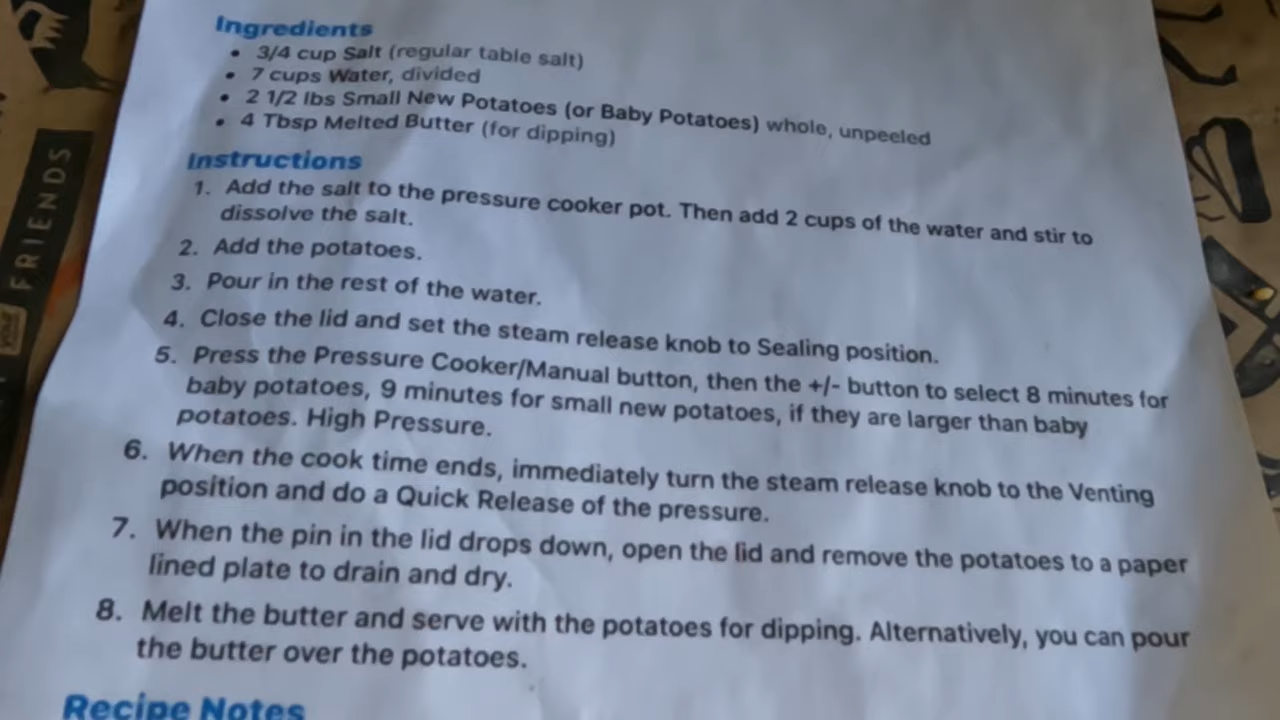 Ingredients
• 3/4 cup Salt (regular table salt)
• 7 cups Water, divided
• 2 1/2 lbs Small New Potatoes (or Baby Potatoes) whole, unpeeled
• 4 Tbsp Melted Butter (for dipping)
Instructions
1. Add the salt to the pressure cooker pot. Then add 2 cups of the water and stir to
dissolve the salt.
2. Add the potatoes.
3. Pour in the rest of the water.
4. Close the lid and set the steam release knob to Sealing position.
5. Press the Pressure Cooker/Manual button, then the +/- button to select 8 minutes for
baby potatoes, 9 minutes for small new potatoes, if they are larger than baby
potatoes. High Pressure.
6. When the cook time ends, immediately turn the steam release knob to the Venting
position and do a Quick Release of the pressure.
7. When the pin in the lid drops down, open the lid and remove the potatoes to a paper
lined plate to drain and dry.
8. Melt the butter and serve with the potatoes for dipping. Alternatively, you can pour
the butter over the potatoes.
Recipe Notes
FRIENDS